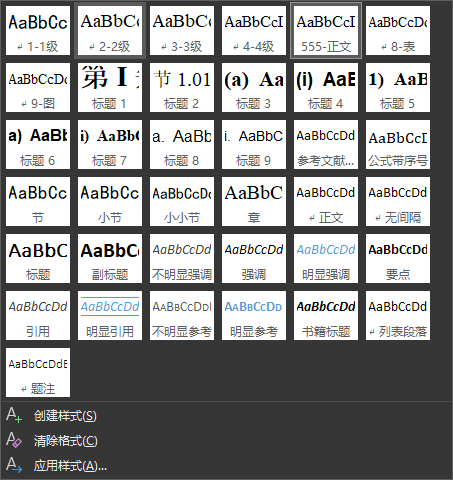 AaBbCc AaBbCc AaBbCcI AaBbCcI AaBbCcI AaBbCcDc
↲ 1-1级 ↲ 2-2级 ↲ 3-3级 ↲ 4-4级 555-正文 ↲ 8-表
AaBbCcDc 第 I 节 1.01 (a) Aa (i) AaB 1) AaB
↲ 9-图 标题 1 标题 2 标题 3 标题 4 标题 5
a) AaBb i) AaBbC a. AaBb i. AaBbC AaBbCcDd AaBbCcI
标题 6 标题 7 标题 8 标题 9 参考文献... 公式带序号
AaBbCc AaBbCc AaBbCcDc AaBbC AaBbCcDd AaBbCcDd
节 小节 小小节 章 ↲ 正文 ↲ 无间隔
AaBbC AaBbCc AaBbCcDd AaBbCcDd AaBbCcDd AaBbCcDc
标题 副标题 不明显强调 强调 明显强调 要点
AaBbCcDd AaBbCcDd AaBbCcDd AaBbCcDd AaBbCcDd AaBbCcDd
引用 明显引用 不明显参考 明显参考 书籍标题 ↲ 列表段落
AaBbCcDdE
↲ 题注
创建样式(S)
清除格式(C)
应用样式(A)...